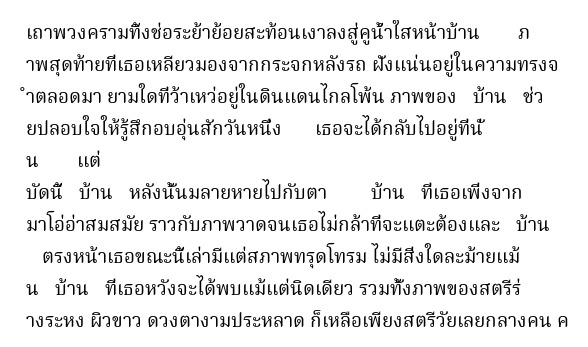 เถาพวงครามทิ้งช่อระย้าย้อยสะท้อนเงาลงสู่คูน้ำใสหน้าบ้าน ภ
าพสุดท้ายที่เธอเหลียวมองจากกระจกหลังรถ ฝังแน่นอยู่ในความทรงจ
ำตลอดมา ยามใดที่ว้าเหว่อยู่ในดินแดนไกลโพ้น ภาพของ บ้าน ช่ว
ยปลอบใจให้รู้สึกอบอุ่นสักวันหนึ่ง เธอจะได้กลับไปอยู่ที่นั่
น แต่
บัดนี้ บ้าน หลังนั้นมลายหายไปกับตา บ้าน ที่เธอเพิ่งจาก
มาโอ่อ่าสมสมัย ราวกับภาพวาดจนเธอไม่กล้าที่จะแตะต้องและ บ้าน
ตรงหน้าเธอขณะนี้เล่ามีแต่สภาพทรุดโทรม ไม่มีสิ่งใดละม้ายแม้
น บ้าน ที่เธอหวังจะได้พบแม้แต่นิดเดียว รวมทั้งภาพของสตรีร่
างระหง ผิวขาว ดวงตางามประหลาด ก็เหลือเพียงสตรีวัยเลยกลางคน ค